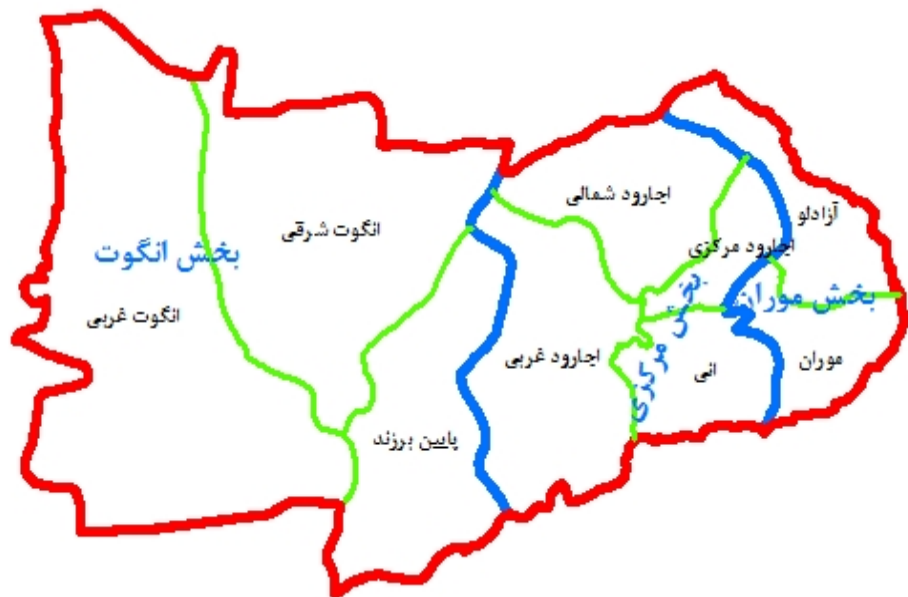 آزادلو
اجارود شمالی
اجارود مرکزی
انگوت شرقی
بخش انگوت
بخش موران
بخش مرکزی
انگوت غربی
اجارود غربی
انی
موران
پایین برزند